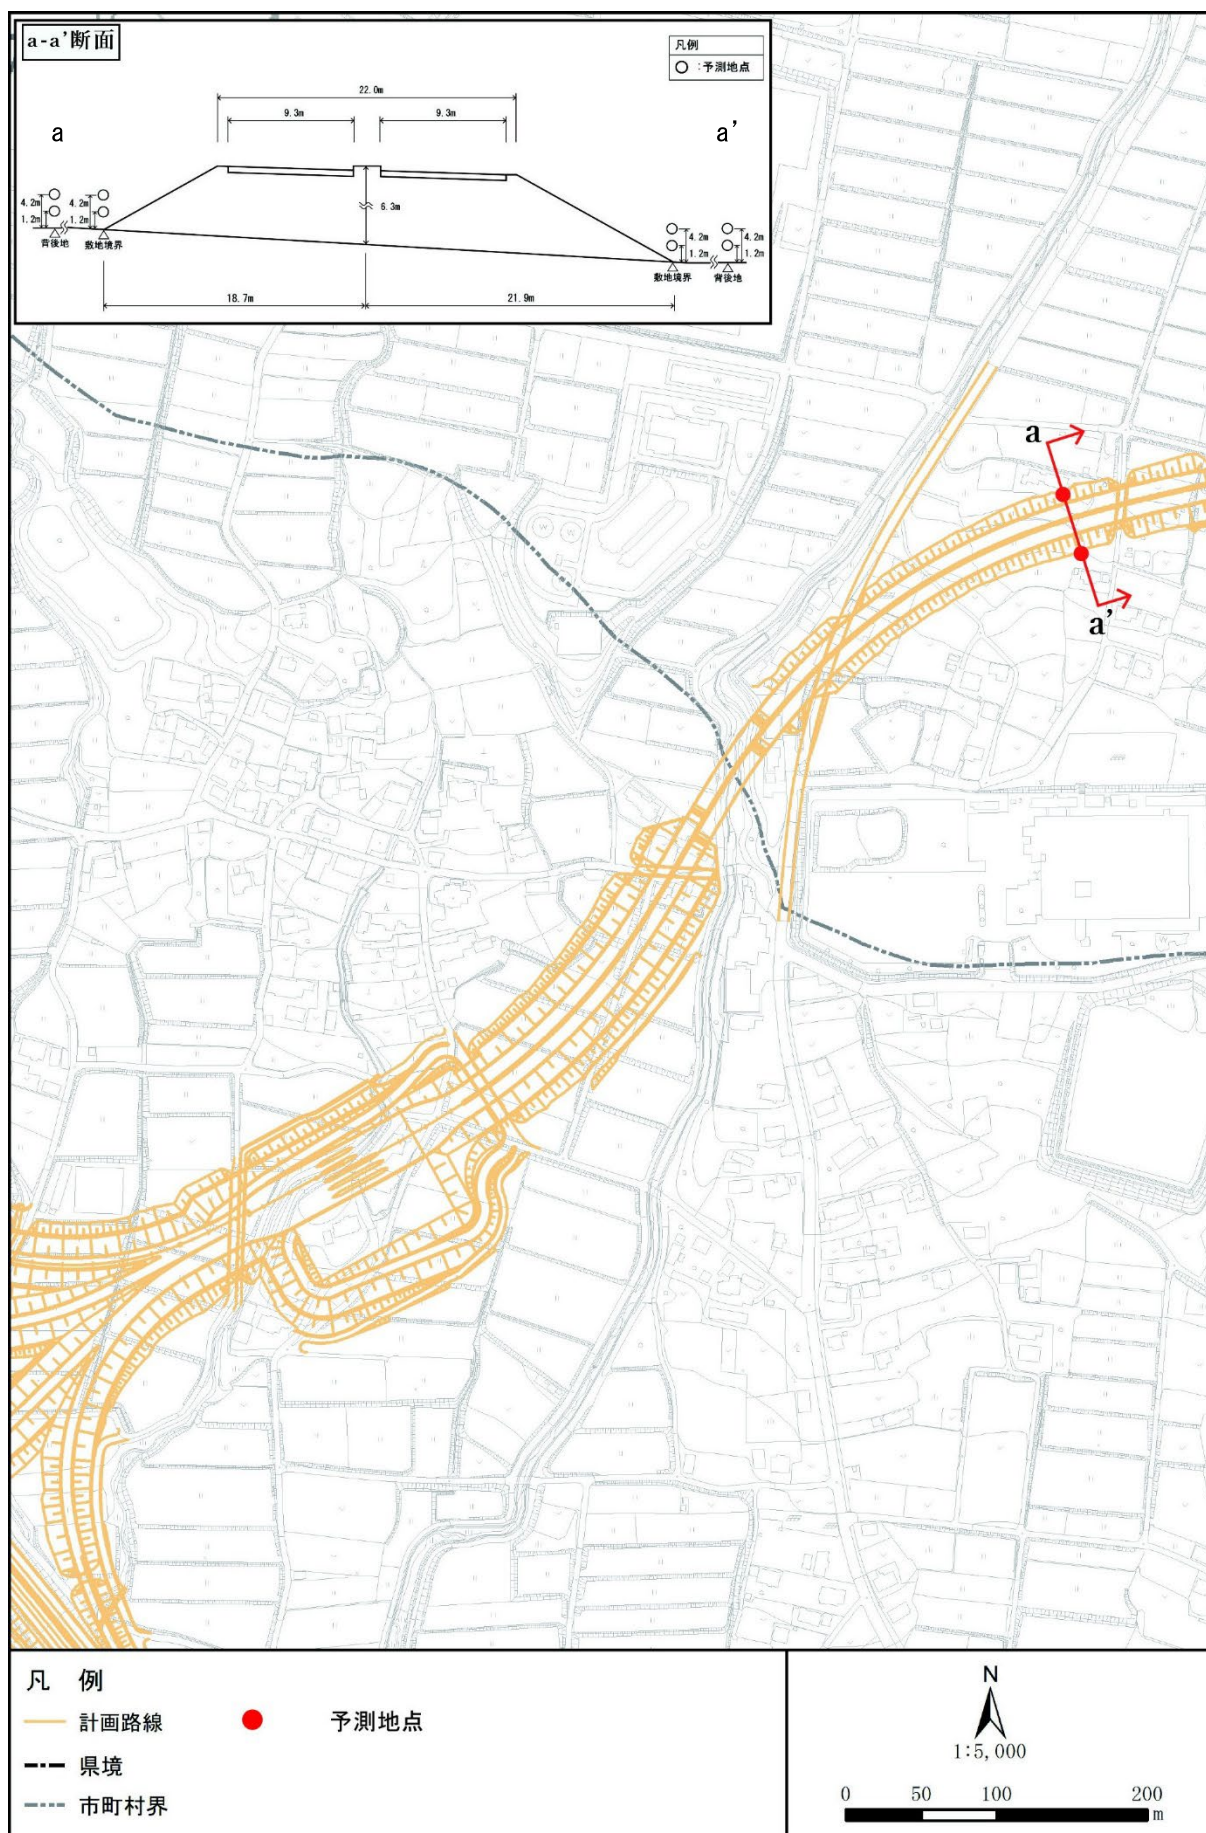 a-a’断面
凡例
○ :予測地点
22.0m
9.3m
9.3m
a
a’
6.3m
4.2m
4.2m
1.2m
1.2m
背後地
敷地境界
4.2m
4.2m
1.2m
1.2m
敷地境界
背後地
18.7m
21.9m
a
a’
凡 例
計画路線
予測地点
県境
市町村界
N
1:5,000
0 50 100 200
m